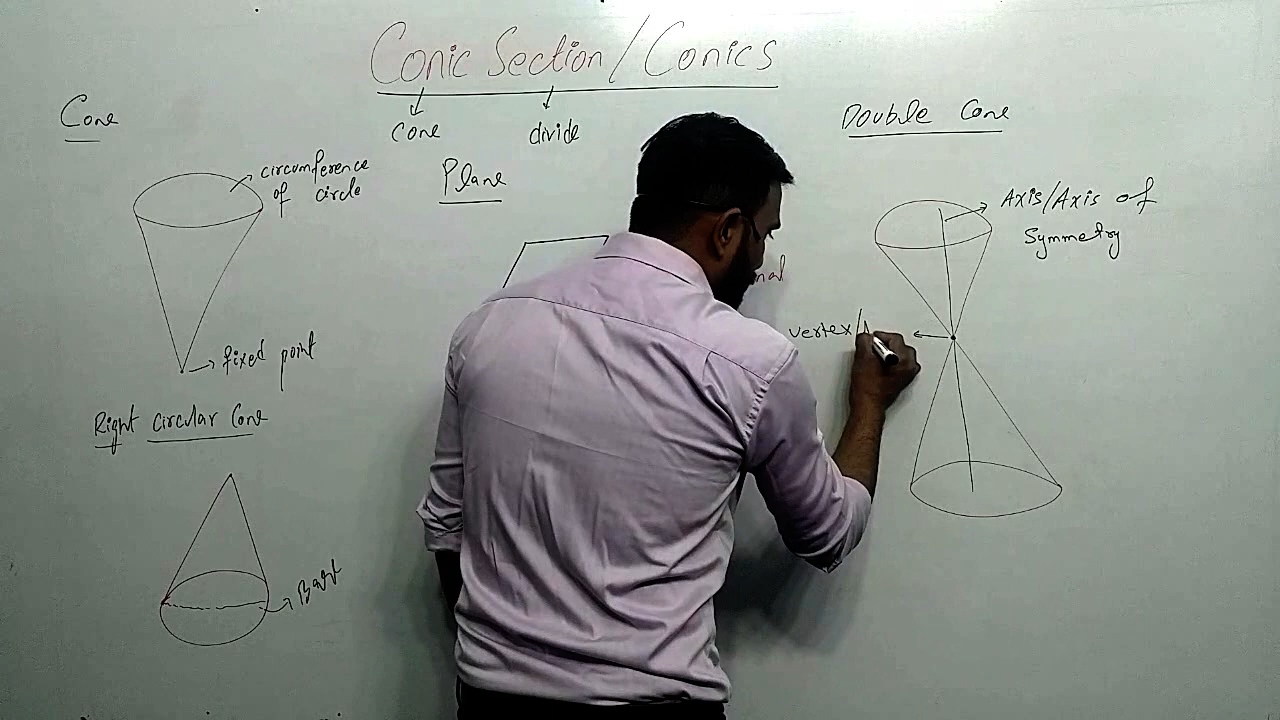 Conic Section/Conics
Cone
cone
divide
Double Cone
circumference
of circle
Plane
Axis/Axis of
Symmetry
nal
vertex/
fixed point
Right Circular Cone